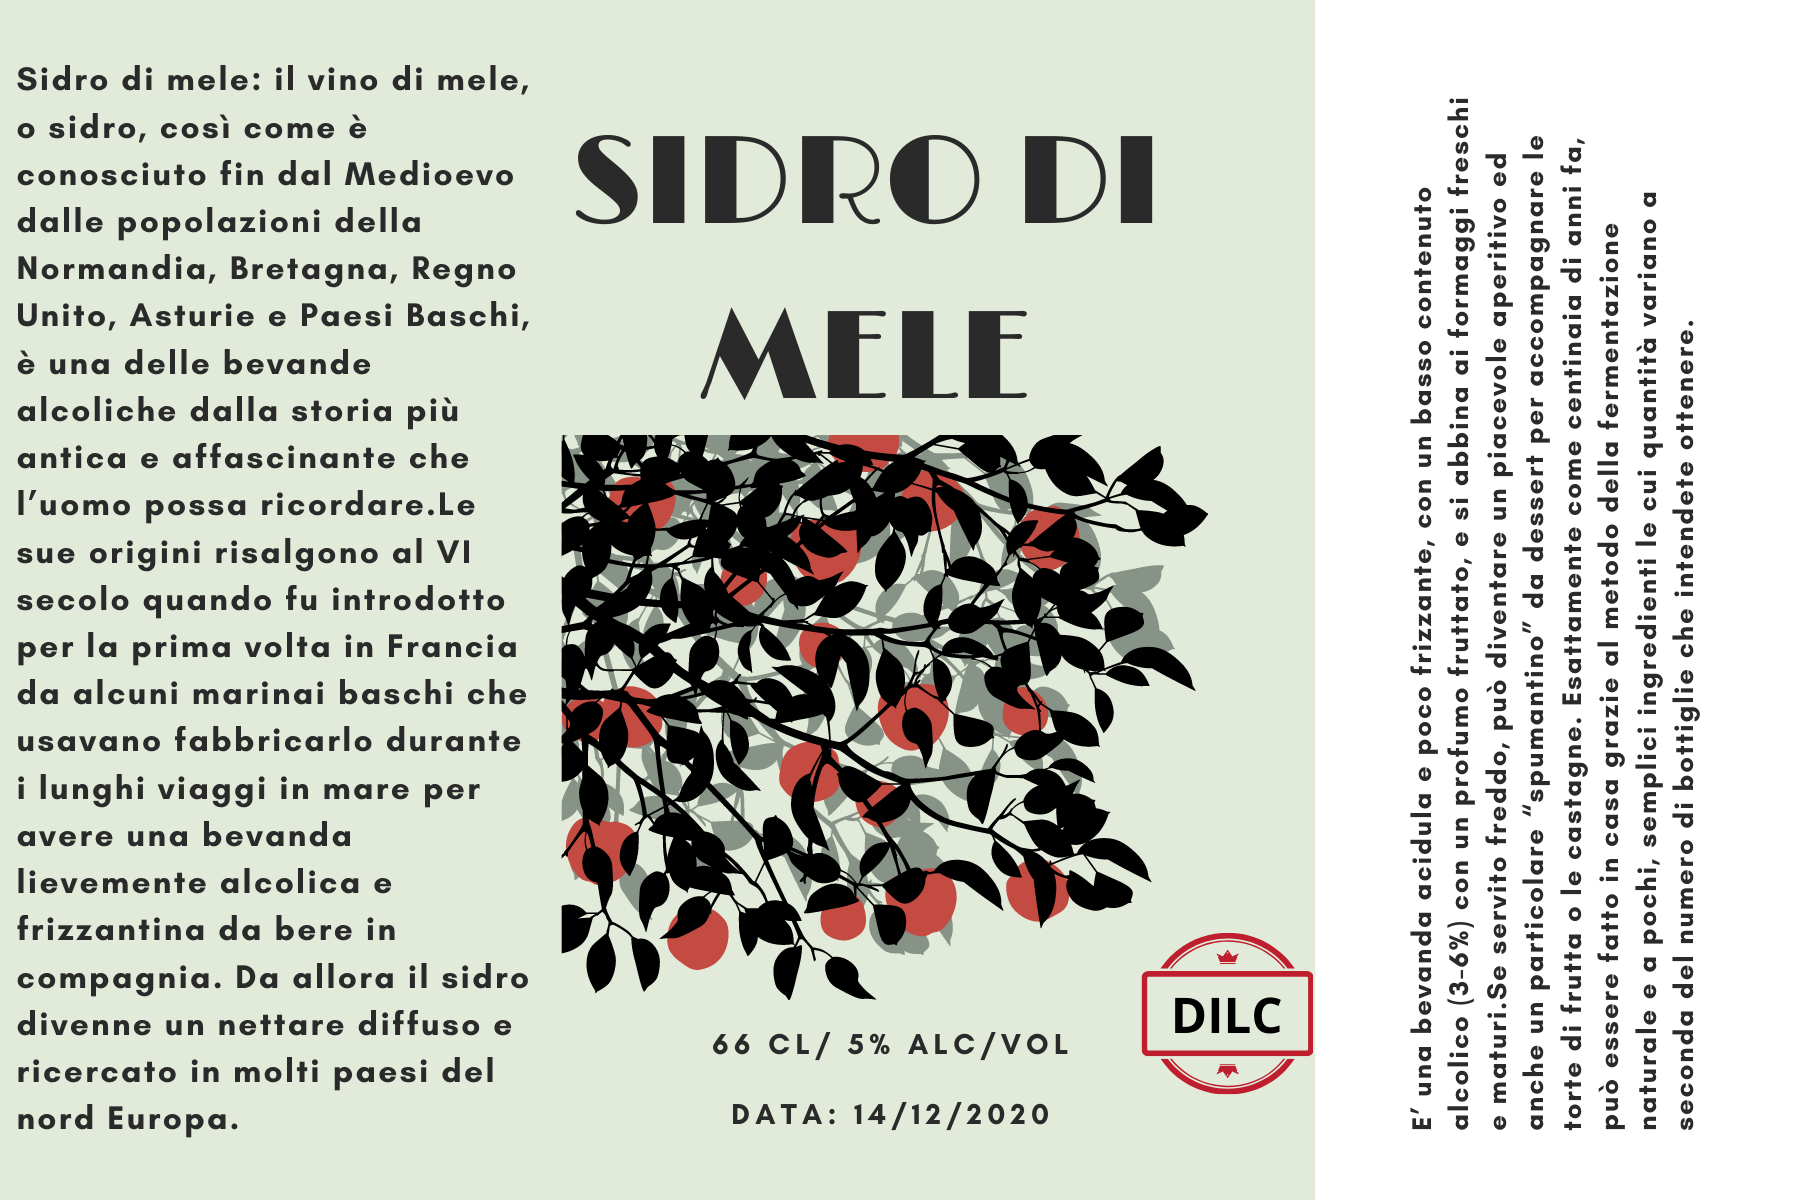 Sidro di mele: il vino di mele,
o sidro, così come è
conosciuto fin dal Medioevo
dalle popolazioni della
Normandia, Bretagna, Regno
Unito, Asturie e Paesi Baschi,
è una delle bevande
alcoliche dalla storia più
antica e affascinante che
l’uomo possa ricordare.Le
sue origini risalgono al VI
secolo quando fu introdotto
per la prima volta in Francia
da alcuni marinai baschi che
usavano fabbricarlo durante
i lunghi viaggi in mare per
avere una bevanda
lievemente alcolica e
frizzantina da bere in
compagnia. Da allora il sidro
divenne un nettare diffuso e
ricercato in molti paesi del
nord Europa.
SIDRO DI
MELE
66 CL/ 5% ALC/VOL
DATA: 14/12/2020
DILC
E’ una bevanda acidula e poco frizzante, con un basso contenuto
alcolico (3-6%) con un profumo fruttato, e si abbina ai formaggi freschi
e maturi.Se servito freddo, può diventare un piacevole aperitivo ed
anche un particolare “spumantino” da dessert per accompagnare le
torte di frutta o le castagne. Esattamente come centinaia di anni fa,
può essere fatto in casa grazie al metodo della fermentazione
naturale e a pochi, semplici ingredienti le cui quantità variano a
seconda del numero di bottiglie che intendete ottenere.